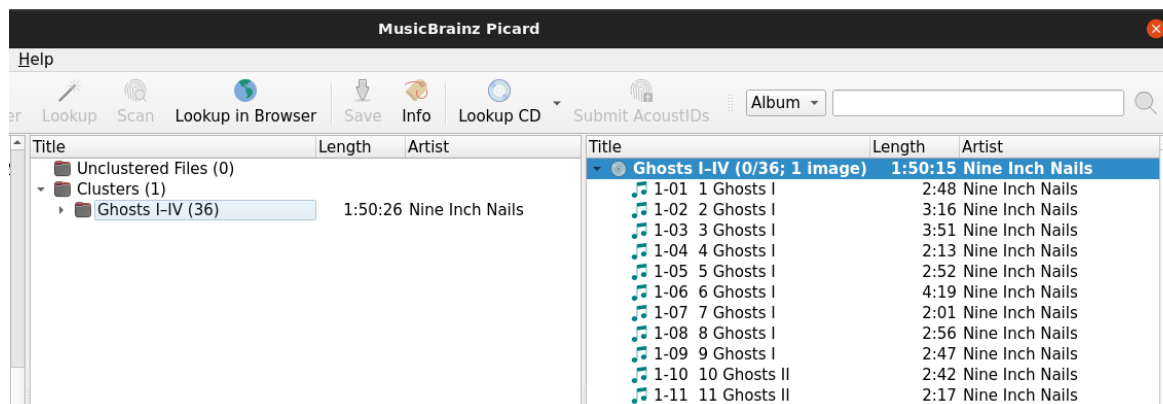 MusicBrainz Picard
Help
er Lookup Scan Lookup in Browser Save Info Lookup CD Submit AcoustIDs Album
Title Length Artist
Unclustered Files (0)
Clusters (1)
Ghosts I–IV (36) 1:50:26 Nine Inch Nails
Title Length Artist
Ghosts I–IV (0/36; 1 image) 1:50:15 Nine Inch Nails
1-01 1 Ghosts I 2:48 Nine Inch Nails
1-02 2 Ghosts I 3:16 Nine Inch Nails
1-03 3 Ghosts I 3:51 Nine Inch Nails
1-04 4 Ghosts I 2:13 Nine Inch Nails
1-05 5 Ghosts I 2:52 Nine Inch Nails
1-06 6 Ghosts I 4:19 Nine Inch Nails
1-07 7 Ghosts I 2:01 Nine Inch Nails
1-08 8 Ghosts I 2:56 Nine Inch Nails
1-09 9 Ghosts I 2:47 Nine Inch Nails
1-10 10 Ghosts II 2:42 Nine Inch Nails
1-11 11 Ghosts II 2:17 Nine Inch Nails